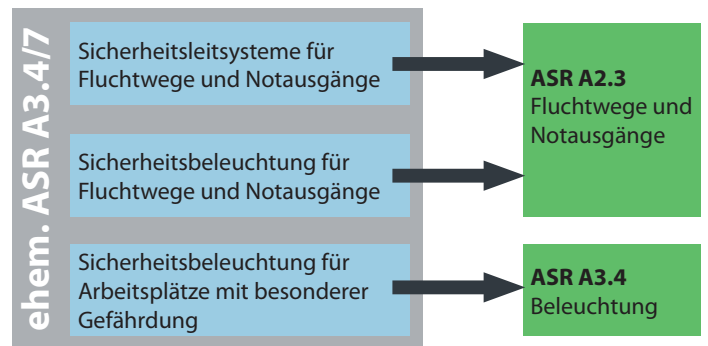 ehem. ASR A3.4/7
Sicherheitsleitsysteme für
Fluchtwege und Notausgänge
Sicherheitsbeleuchtung für
Fluchtwege und Notausgänge
Sicherheitsbeleuchtung für
Arbeitsplätze mit besonderer
Gefährdung
ASR A2.3
Fluchtwege und
Notausgänge
ASR A3.4
Beleuchtung